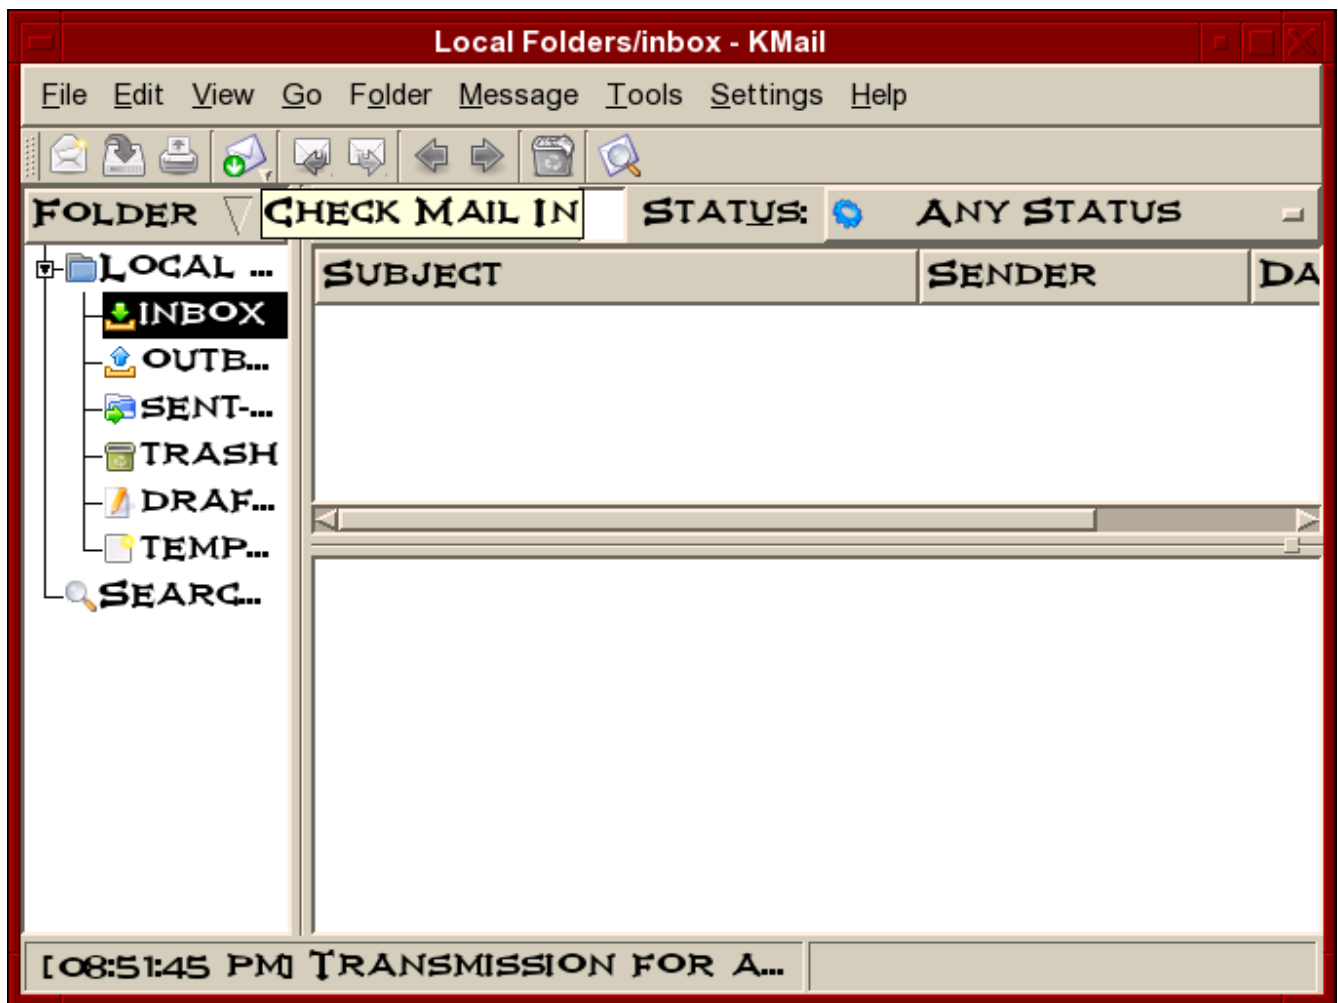 Local Folders/inbox - KMail
File Edit View Go Folder Message Tools Settings Help
Check Mail In
Folder Status: Any Status
Local ...
Subject Sender Da
inbox
outb...
sent-...
trash
draf...
temp...
Searc...
[08:51:45 PM] Transmission for a...